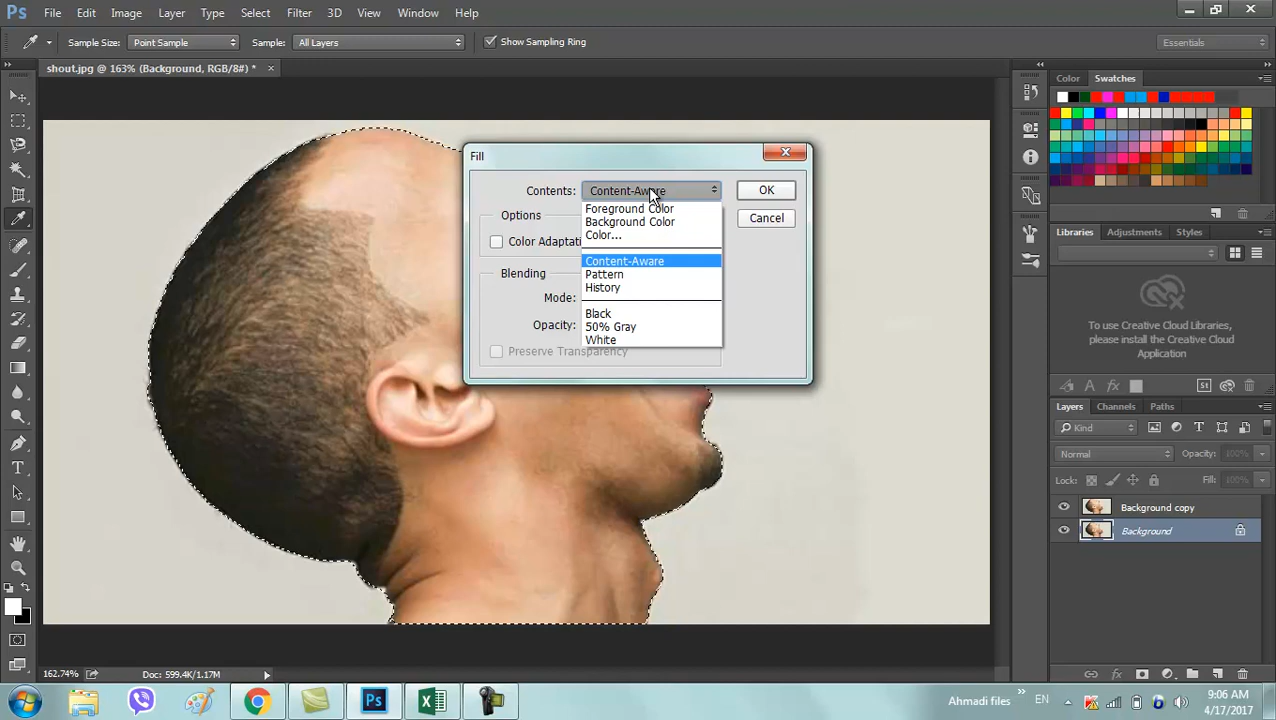 Ps File Edit Image Layer Type Select Filter 3D View Window Help
Sample Size: Point Sample Sample: All Layers Show Sampling Ring Essentials
shout.jpg @ 163% (Background, RGB/8#) * ×
Color Swatches
Fill
Contents: Content-Aware OK
Foreground Color
Options Background Color Cancel
Color...
Color Adaptati
Content-Aware
Blending Pattern
History
Mode:
Black
Opacity: 50% Gray
White
Preserve Transparency
Libraries Adjustments Styles
To use Creative Cloud Libraries,
please install the Creative Cloud
Application
Layers Channels Paths
Kind
Normal Opacity: 100%
Lock: Fill: 100%
Background copy
Background
162.74% Doc: 599.4K/1.17M
Ahmadi files » EN 9:06 AM
4/17/2017